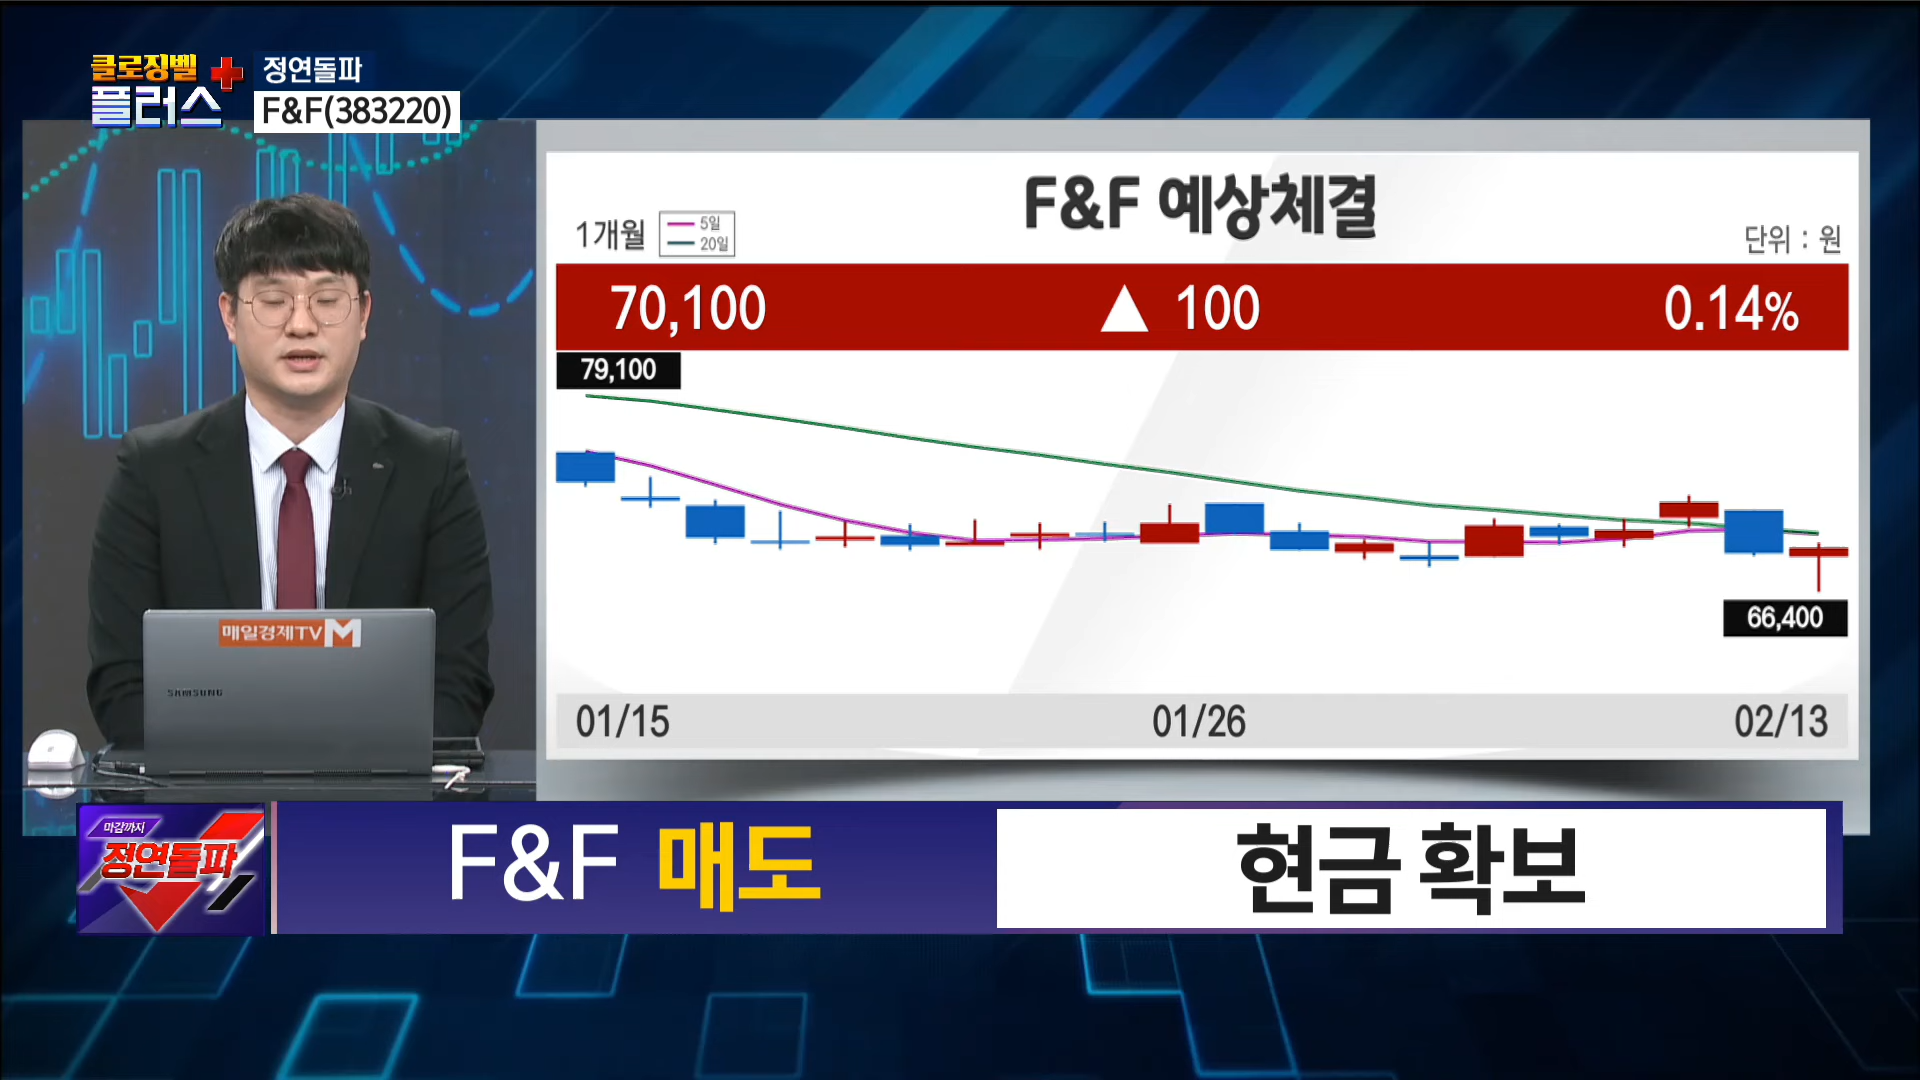 클로징벨
플러스
정연돌파
F&F(383220)
F&F 예상체결
1개월
5일
20일
단위 : 원
70,100 ▲ 100 0.14%
79,100
66,400
01/15 01/26 02/13
매일경제TV M
SAMSUNG
마감까지
정연돌파
F&F 매도
현금 확보